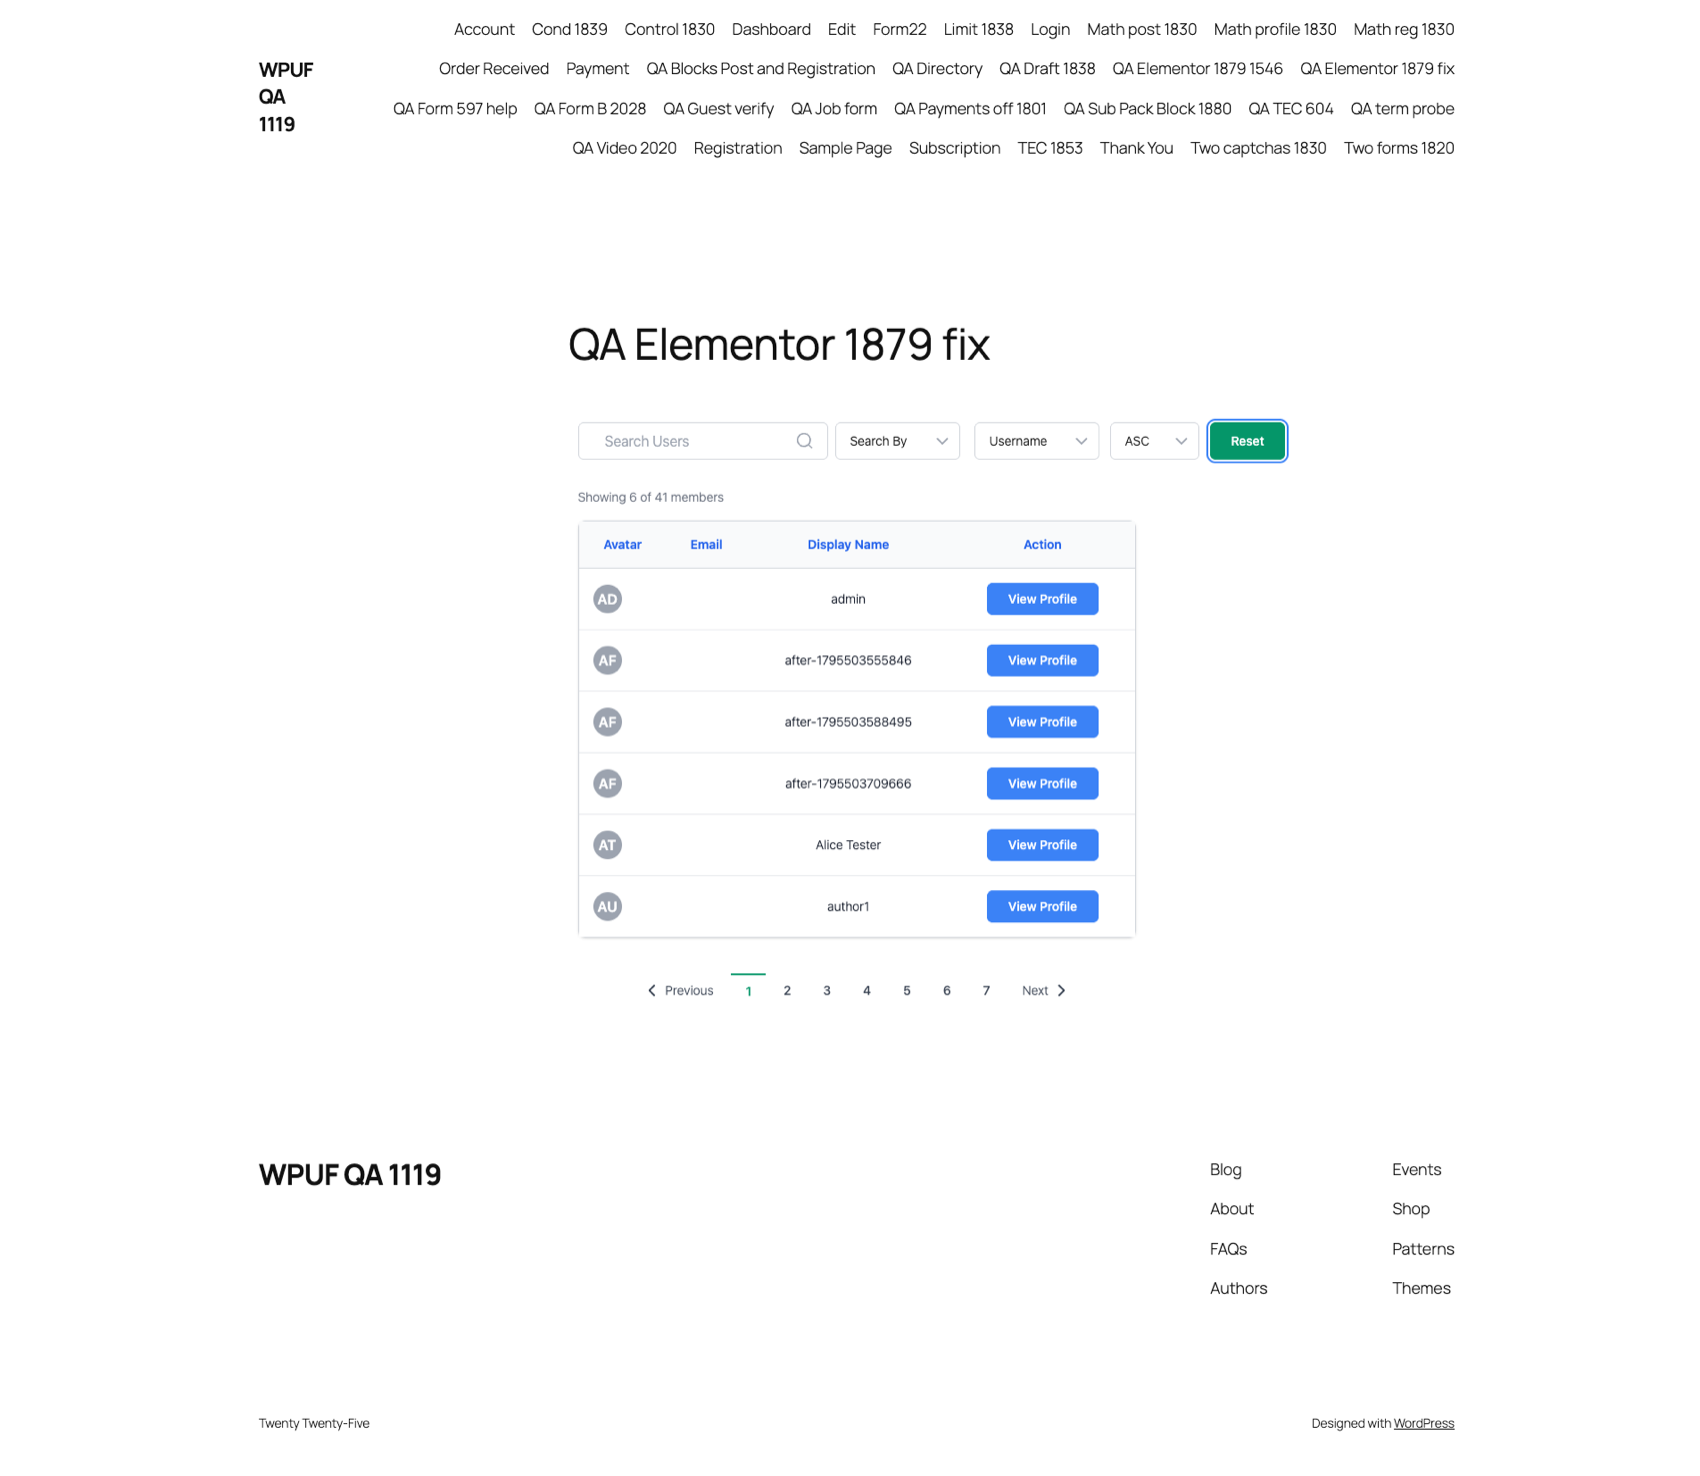 Account Cond 1839 Control 1830 Dashboard Edit Form22 Limit 1838 Login Math post 1830 Math profile 1830 Math reg 1830
WPUF
QA
1119
Order Received Payment QA Blocks Post and Registration QA Directory QA Draft 1838 QA Elementor 1879 1546 QA Elementor 1879 fix
QA Form 597 help QA Form B 2028 QA Guest verify QA Job form QA Payments off 1801 QA Sub Pack Block 1880 QA TEC 604 QA term probe
QA Video 2020 Registration Sample Page Subscription TEC 1853 Thank You Two captchas 1830 Two forms 1820
QA Elementor 1879 fix
Search Users Search By Username ASC Reset
Showing 6 of 41 members
Avatar Email Display Name Action
AD admin View Profile
AF after-1795503555846 View Profile
AF after-1795503588495 View Profile
AF after-1795503709666 View Profile
AT Alice Tester View Profile
AU author1 View Profile
Previous 1 2 3 4 5 6 7 Next
WPUF QA 1119
Blog Events
About Shop
FAQs Patterns
Authors Themes
Twenty Twenty-Five Designed with WordPress